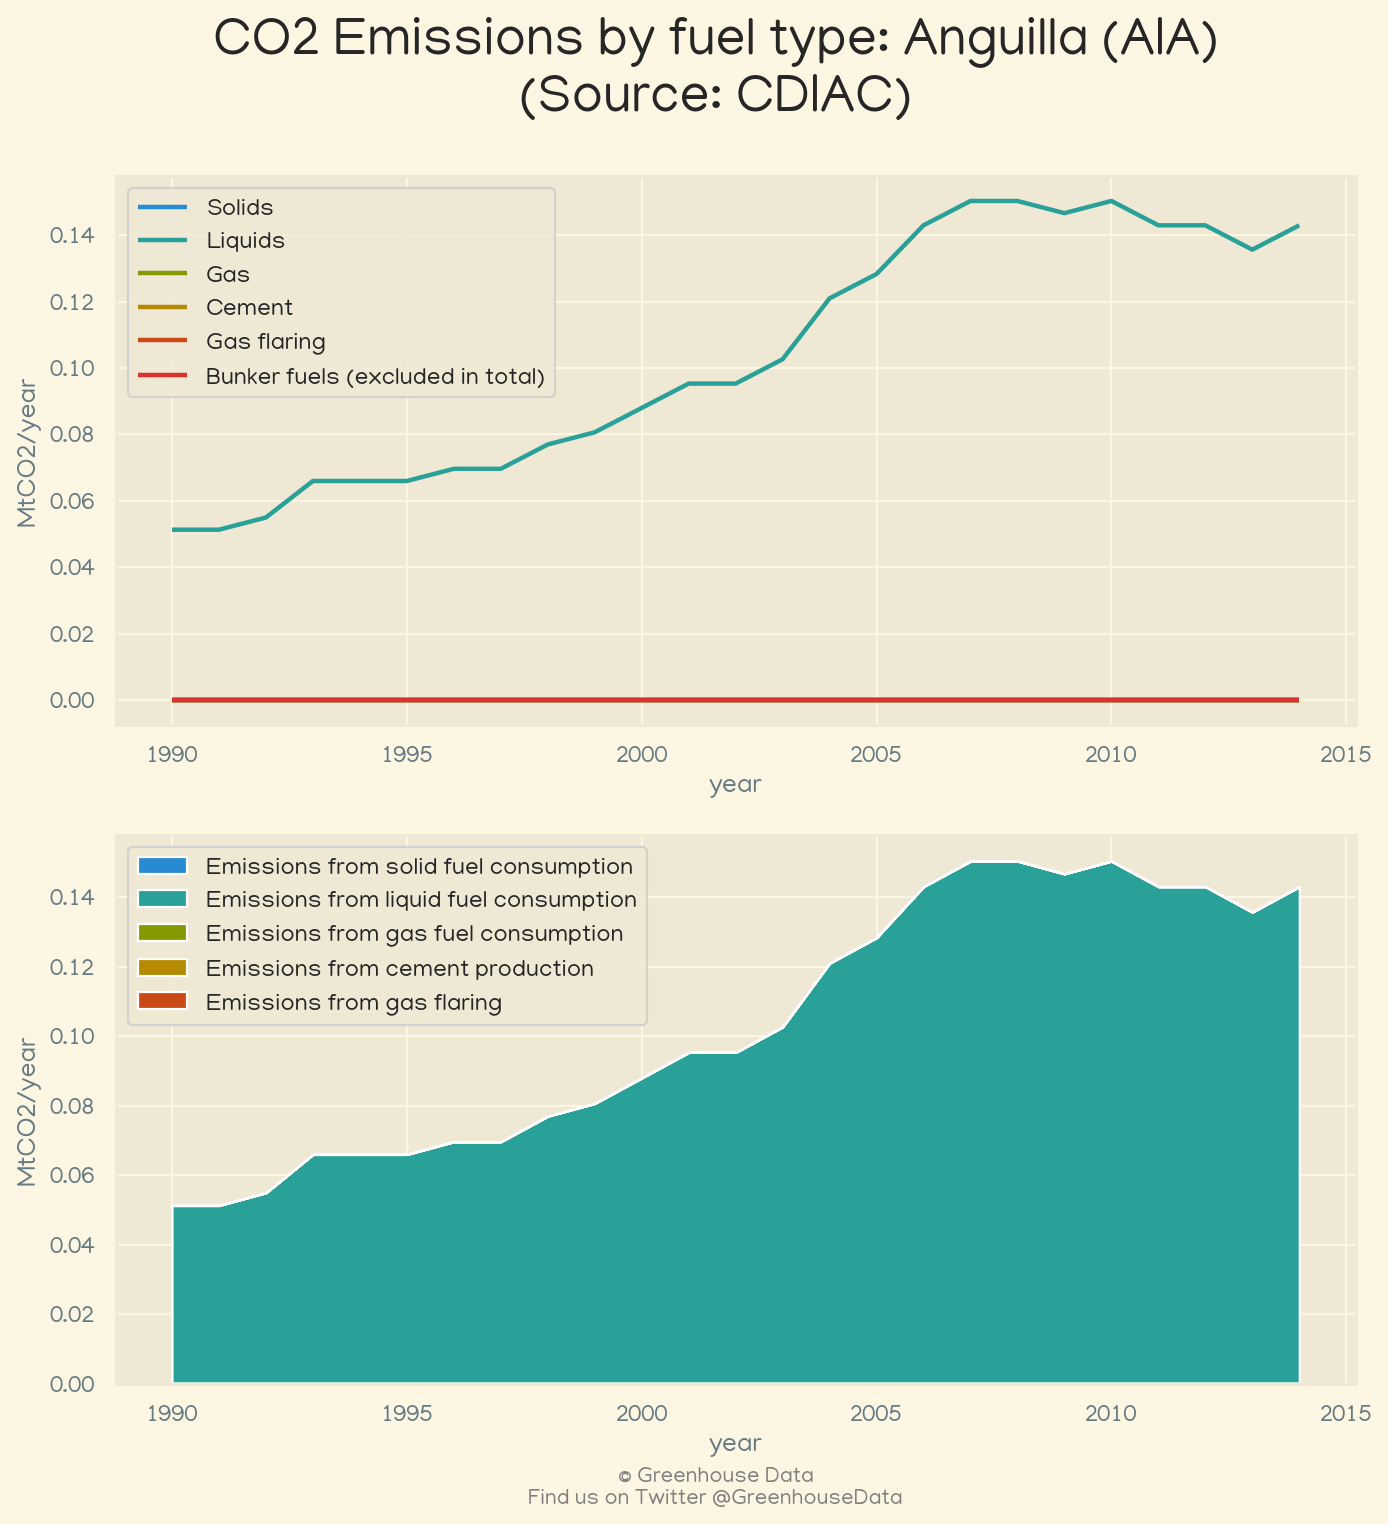 CO2 Emissions by fuel type: Anguilla (AIA)
(Source: CDIAC)
Solids
Liquids
Gas
Cement
Gas flaring
Bunker fuels (excluded in total)
MtCO2/year
0.14
0.12
0.10
0.08
0.06
0.04
0.02
0.00
1990 1995 2000 2005 2010 2015
year
Emissions from solid fuel consumption
Emissions from liquid fuel consumption
Emissions from gas fuel consumption
Emissions from cement production
Emissions from gas flaring
MtCO2/year
0.14
0.12
0.10
0.08
0.06
0.04
0.02
0.00
1990 1995 2000 2005 2010 2015
year
© Greenhouse Data
Find us on Twitter @GreenhouseData